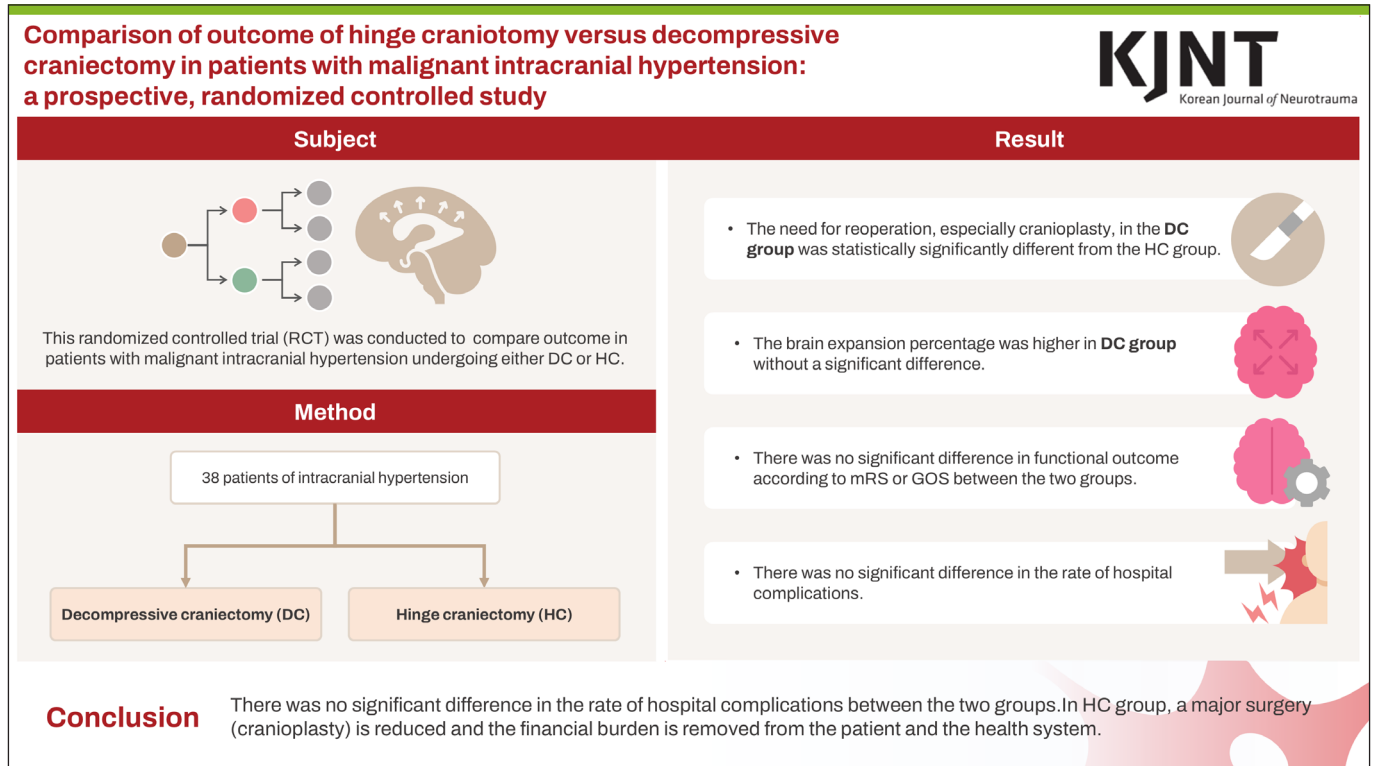 Comparison of outcome of hinge craniotomy versus decompressive
craniectomy in patients with malignant intracranial hypertension:
a prospective, randomized controlled study
KJNT
Korean Journal of Neurotrauma
Subject
This randomized controlled trial (RCT) was conducted to compare outcome in
patients with malignant intracranial hypertension undergoing either DC or HC.
Method
38 patients of intracranial hypertension
Decompressive craniectomy (DC)
Hinge craniectomy (HC)
Result
• The need for reoperation, especially cranioplasty, in the DC
group was statistically significantly different from the HC group.
• The brain expansion percentage was higher in DC group
without a significant difference.
• There was no significant difference in functional outcome
according to mRS or GOS between the two groups.
• There was no significant difference in the rate of hospital
complications.
Conclusion
There was no significant difference in the rate of hospital complications between the two groups.In HC group, a major surgery
(cranioplasty) is reduced and the financial burden is removed from the patient and the health system.